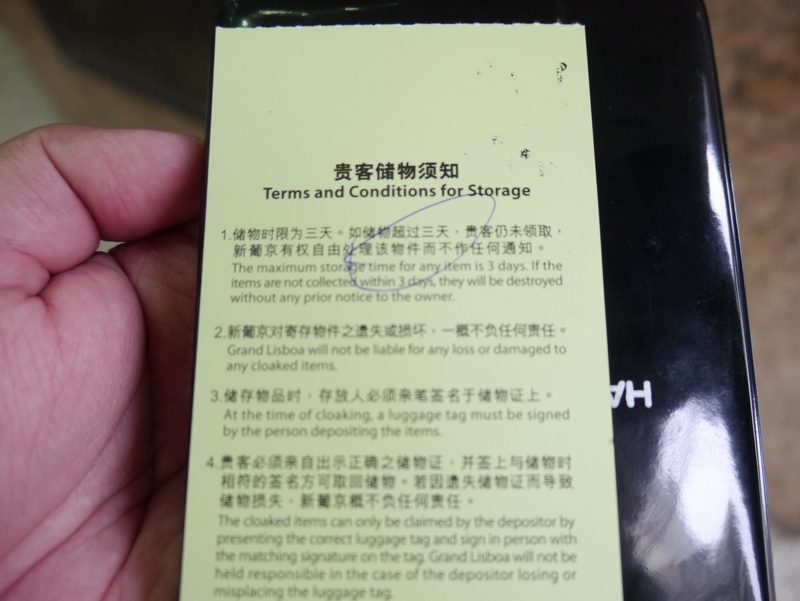 贵客储物须知
Terms and Conditions for Storage
1.储物时限为三天。如储物超过三天，贵客仍未领取，
新葡京有权自由处理该物件而不作任何通知。
The maximum storage time for any item is 3 days. If the
items are not collected within 3 days, they will be destroyed
without any prior notice to the owner.
2.新葡京对寄存物件之遗失或损坏，一概不负任何责任。
Grand Lisboa will not be liable for any loss or damaged to
any cloaked items.
3.储存物品时，存放人必须亲笔签名于储物证上。
At the time of cloaking, a luggage tag must be signed
by the person depositing the items.
4.贵客必须亲自出示正确之储物证，并签上与储物时
相符的签名方可取回储物。若因遗失储物证而导致
储物损失，新葡京概不负任何责任。
The cloaked items can only be claimed by the depositor by
presenting the correct luggage tag and sign in person with
the matching signature on the tag. Grand Lisboa will not be
held responsible in the case of the depositor losing or
misplacing the luggage tag.
HA